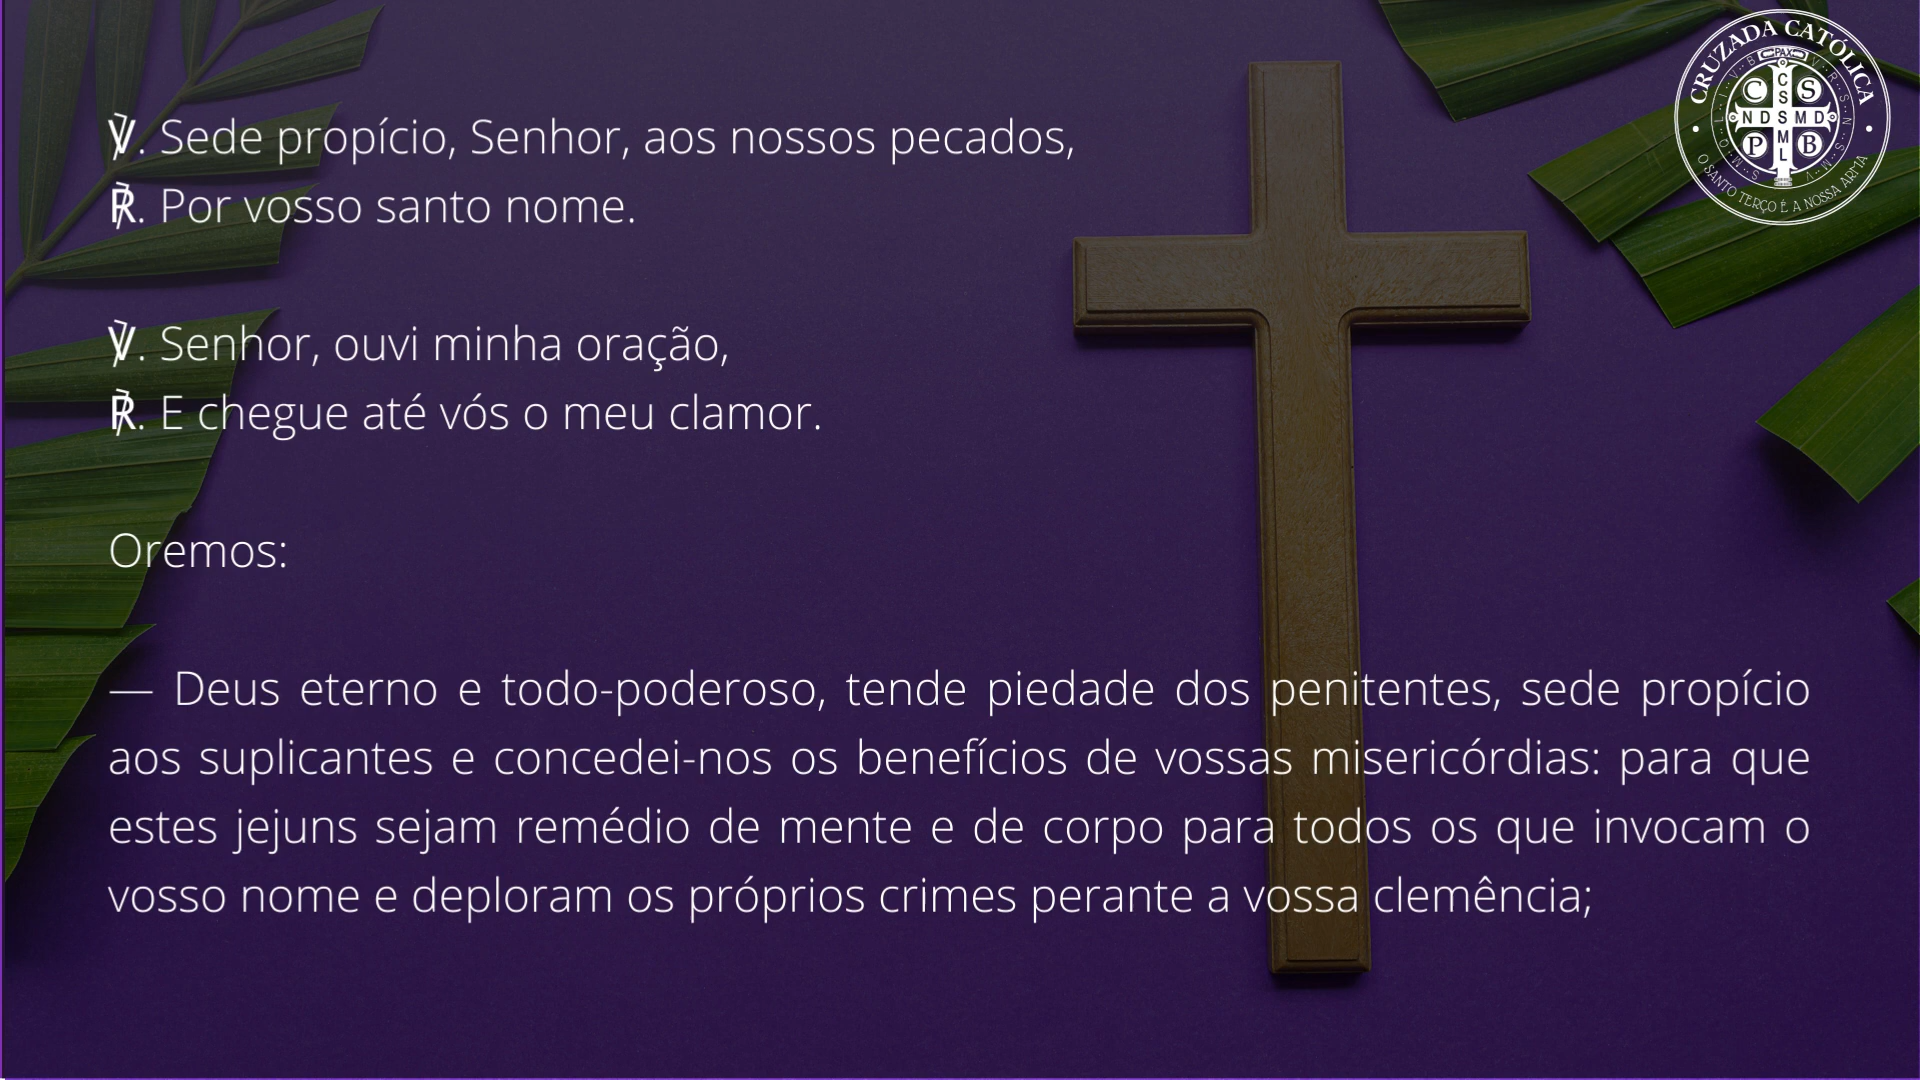 ℣. Sede propício, Senhor, aos nossos pecados,
℟. Por vosso santo nome.
℣. Senhor, ouvi minha oração,
℟. E chegue até vós o meu clamor.
Oremos:
— Deus eterno e todo-poderoso, tende piedade dos penitentes, sede propício
aos suplicantes e concedei-nos os benefícios de vossas misericórdias: para que
estes jejuns sejam remédio de mente e de corpo para todos os que invocam o
vosso nome e deploram os próprios crimes perante a vossa clemência;
CRUZADA CATÓLICA
PAX
C S
C S S M L
N D S M D
P B
O SANTO TERÇO É A NOSSA ARMA